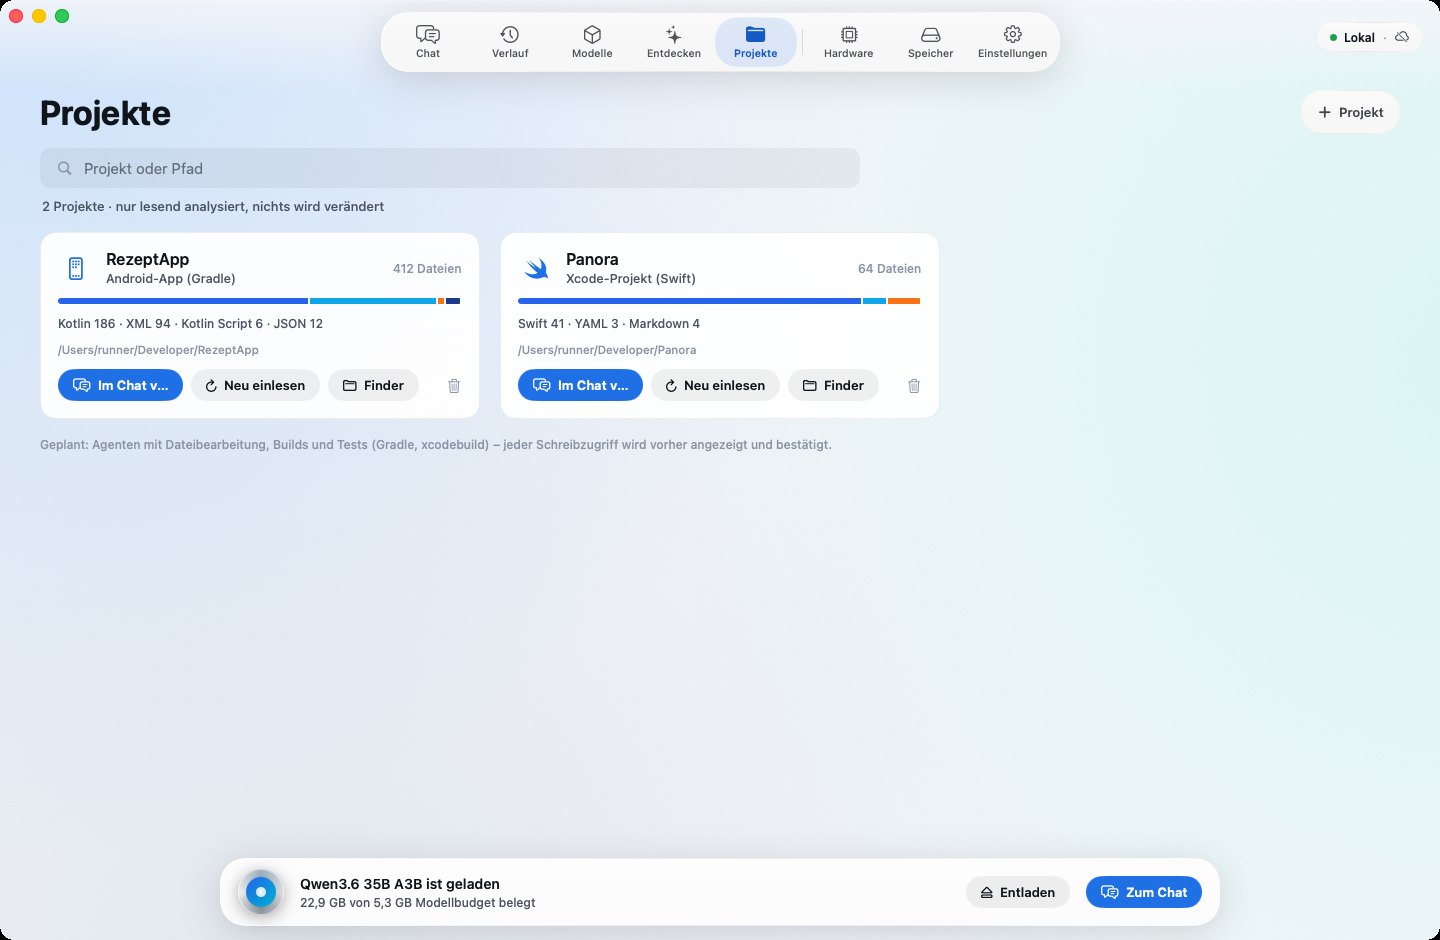 Chat
Verlauf
Modelle
Entdecken
Projekte
Hardware
Speicher
Einstellungen
Lokal ·
Projekte
+ Projekt
Projekt oder Pfad
2 Projekte · nur lesend analysiert, nichts wird verändert
RezeptApp
Android-App (Gradle)
412 Dateien
Kotlin 186 · XML 94 · Kotlin Script 6 · JSON 12
/Users/runner/Developer/RezeptApp
Im Chat v...
Neu einlesen
Finder
Panora
Xcode-Projekt (Swift)
64 Dateien
Swift 41 · YAML 3 · Markdown 4
/Users/runner/Developer/Panora
Im Chat v...
Neu einlesen
Finder
Geplant: Agenten mit Dateibearbeitung, Builds und Tests (Gradle, xcodebuild) – jeder Schreibzugriff wird vorher angezeigt und bestätigt.
Qwen3.6 35B A3B ist geladen
22,9 GB von 5,3 GB Modellbudget belegt
Entladen
Zum Chat